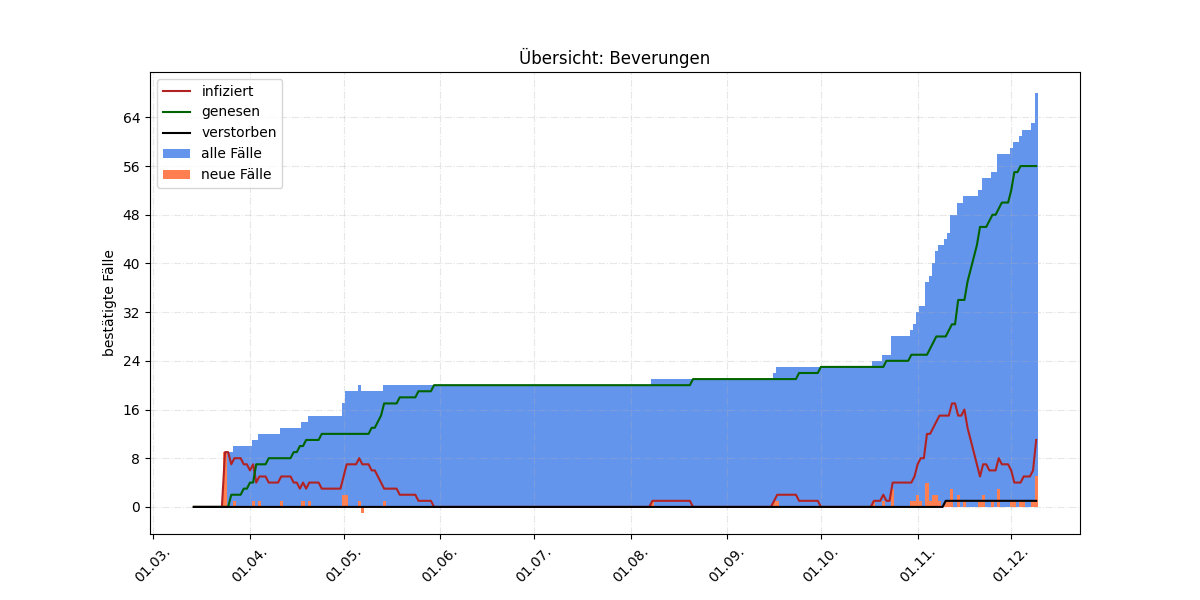 Übersicht: Beverungen
infiziert
genesen
verstorben
alle Fälle
neue Fälle
bestätigte Fälle
64
56
48
40
32
24
16
8
0
01.03.
01.04.
01.05.
01.06.
01.07.
01.08.
01.09.
01.10.
01.11.
01.12.